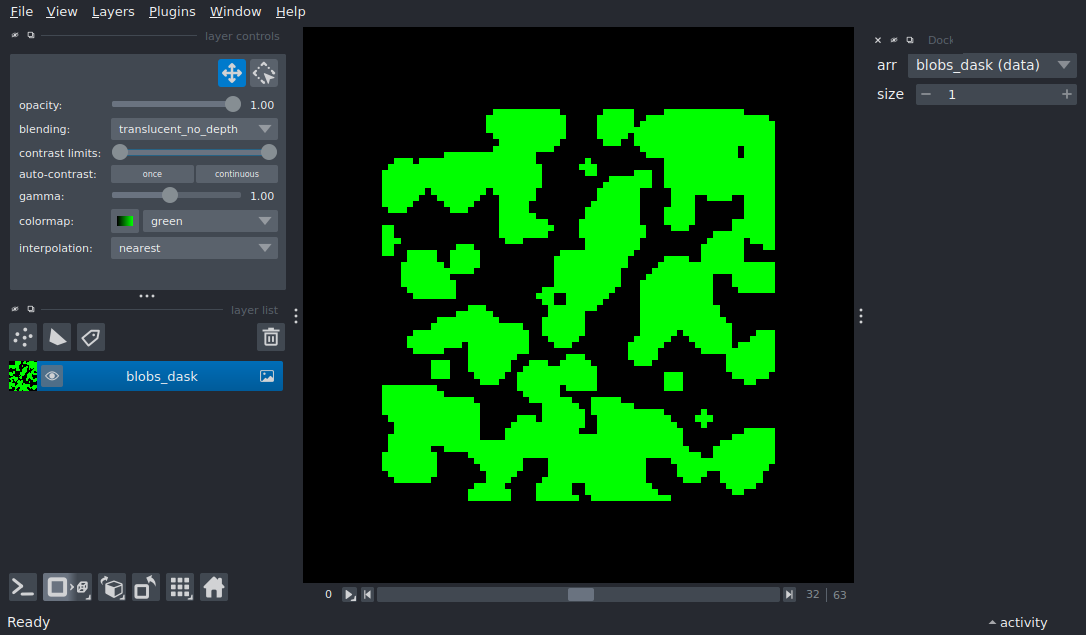 File View Layers Plugins Window Help
layer controls
opacity: 1.00
blending: translucent_no_depth
contrast limits:
auto-contrast: once continuous
gamma: 1.00
colormap: green
interpolation: nearest
layer list
blobs_dask
Dock
arr blobs_dask (data)
size 1
0 32 63
Ready
activity